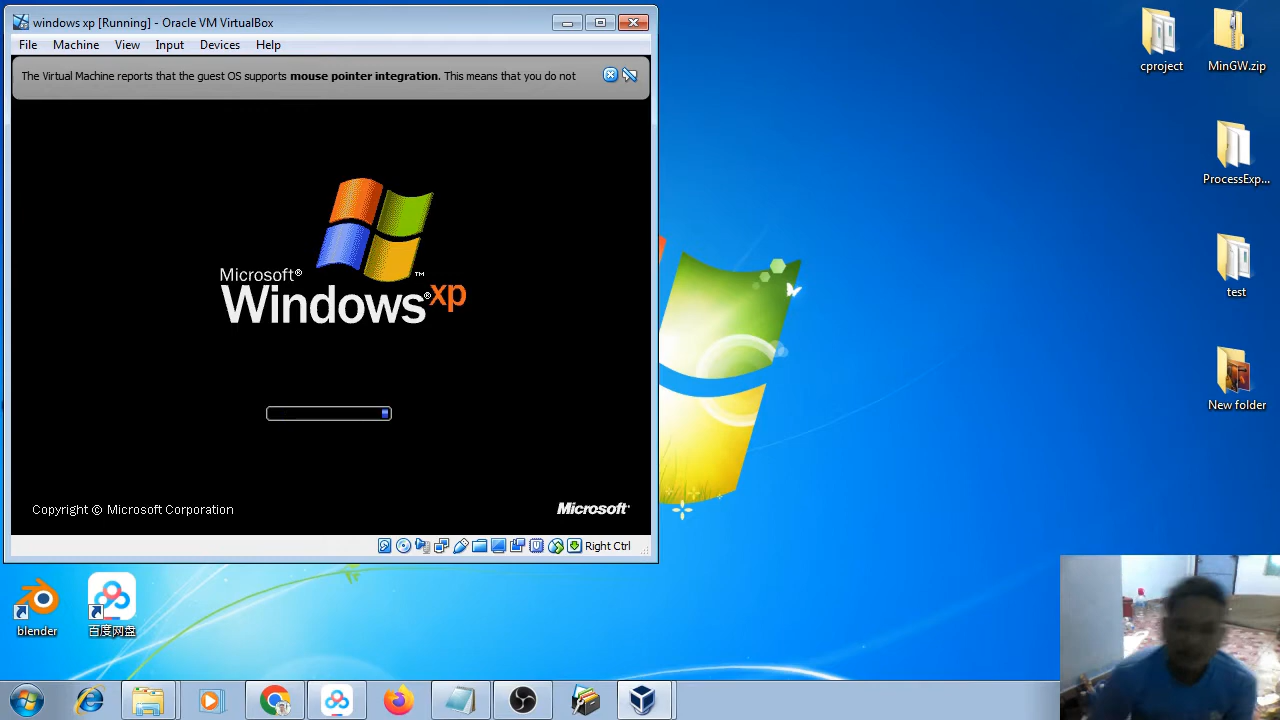 windows xp [Running] - Oracle VM VirtualBox
File Machine View Input Devices Help
The Virtual Machine reports that the guest OS supports mouse pointer integration. This means that you do not
Microsoft®
Windows® xp ™
Copyright © Microsoft Corporation
Microsoft®
Right Ctrl
cproject
MinGW.zip
ProcessExp...
test
New folder
blender
百度网盘